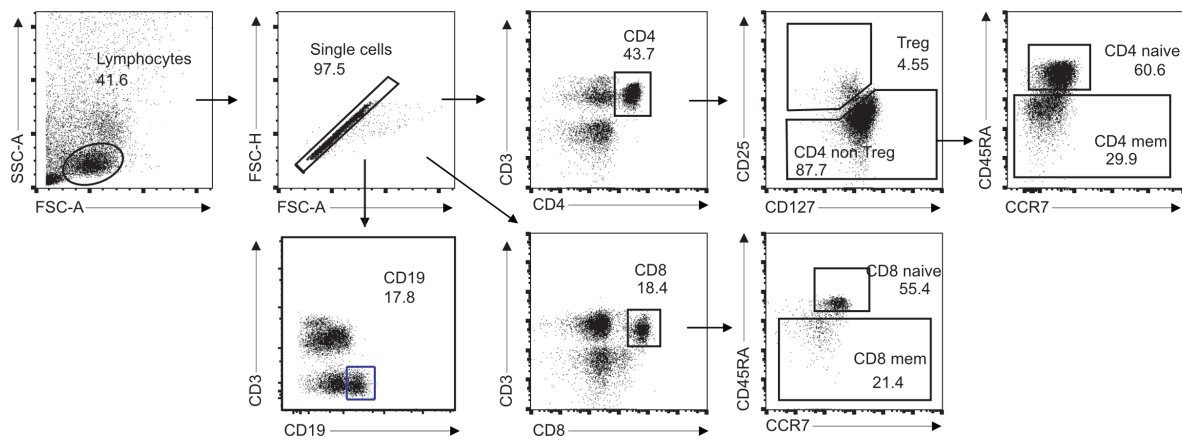 SSC-A
Lymphocytes
41.6
FSC-A
FSC-H
Single cells
97.5
FSC-A
CD3
CD4
43.7
CD4
CD25
Treg
4.55
CD4 non Treg
87.7
CD127
CD45RA
CD4 naive
60.6
CD4 mem
29.9
CCR7
CD3
CD19
17.8
CD19
CD3
CD8
18.4
CD8
CD45RA
CD8 naive
55.4
CD8 mem
21.4
CCR7